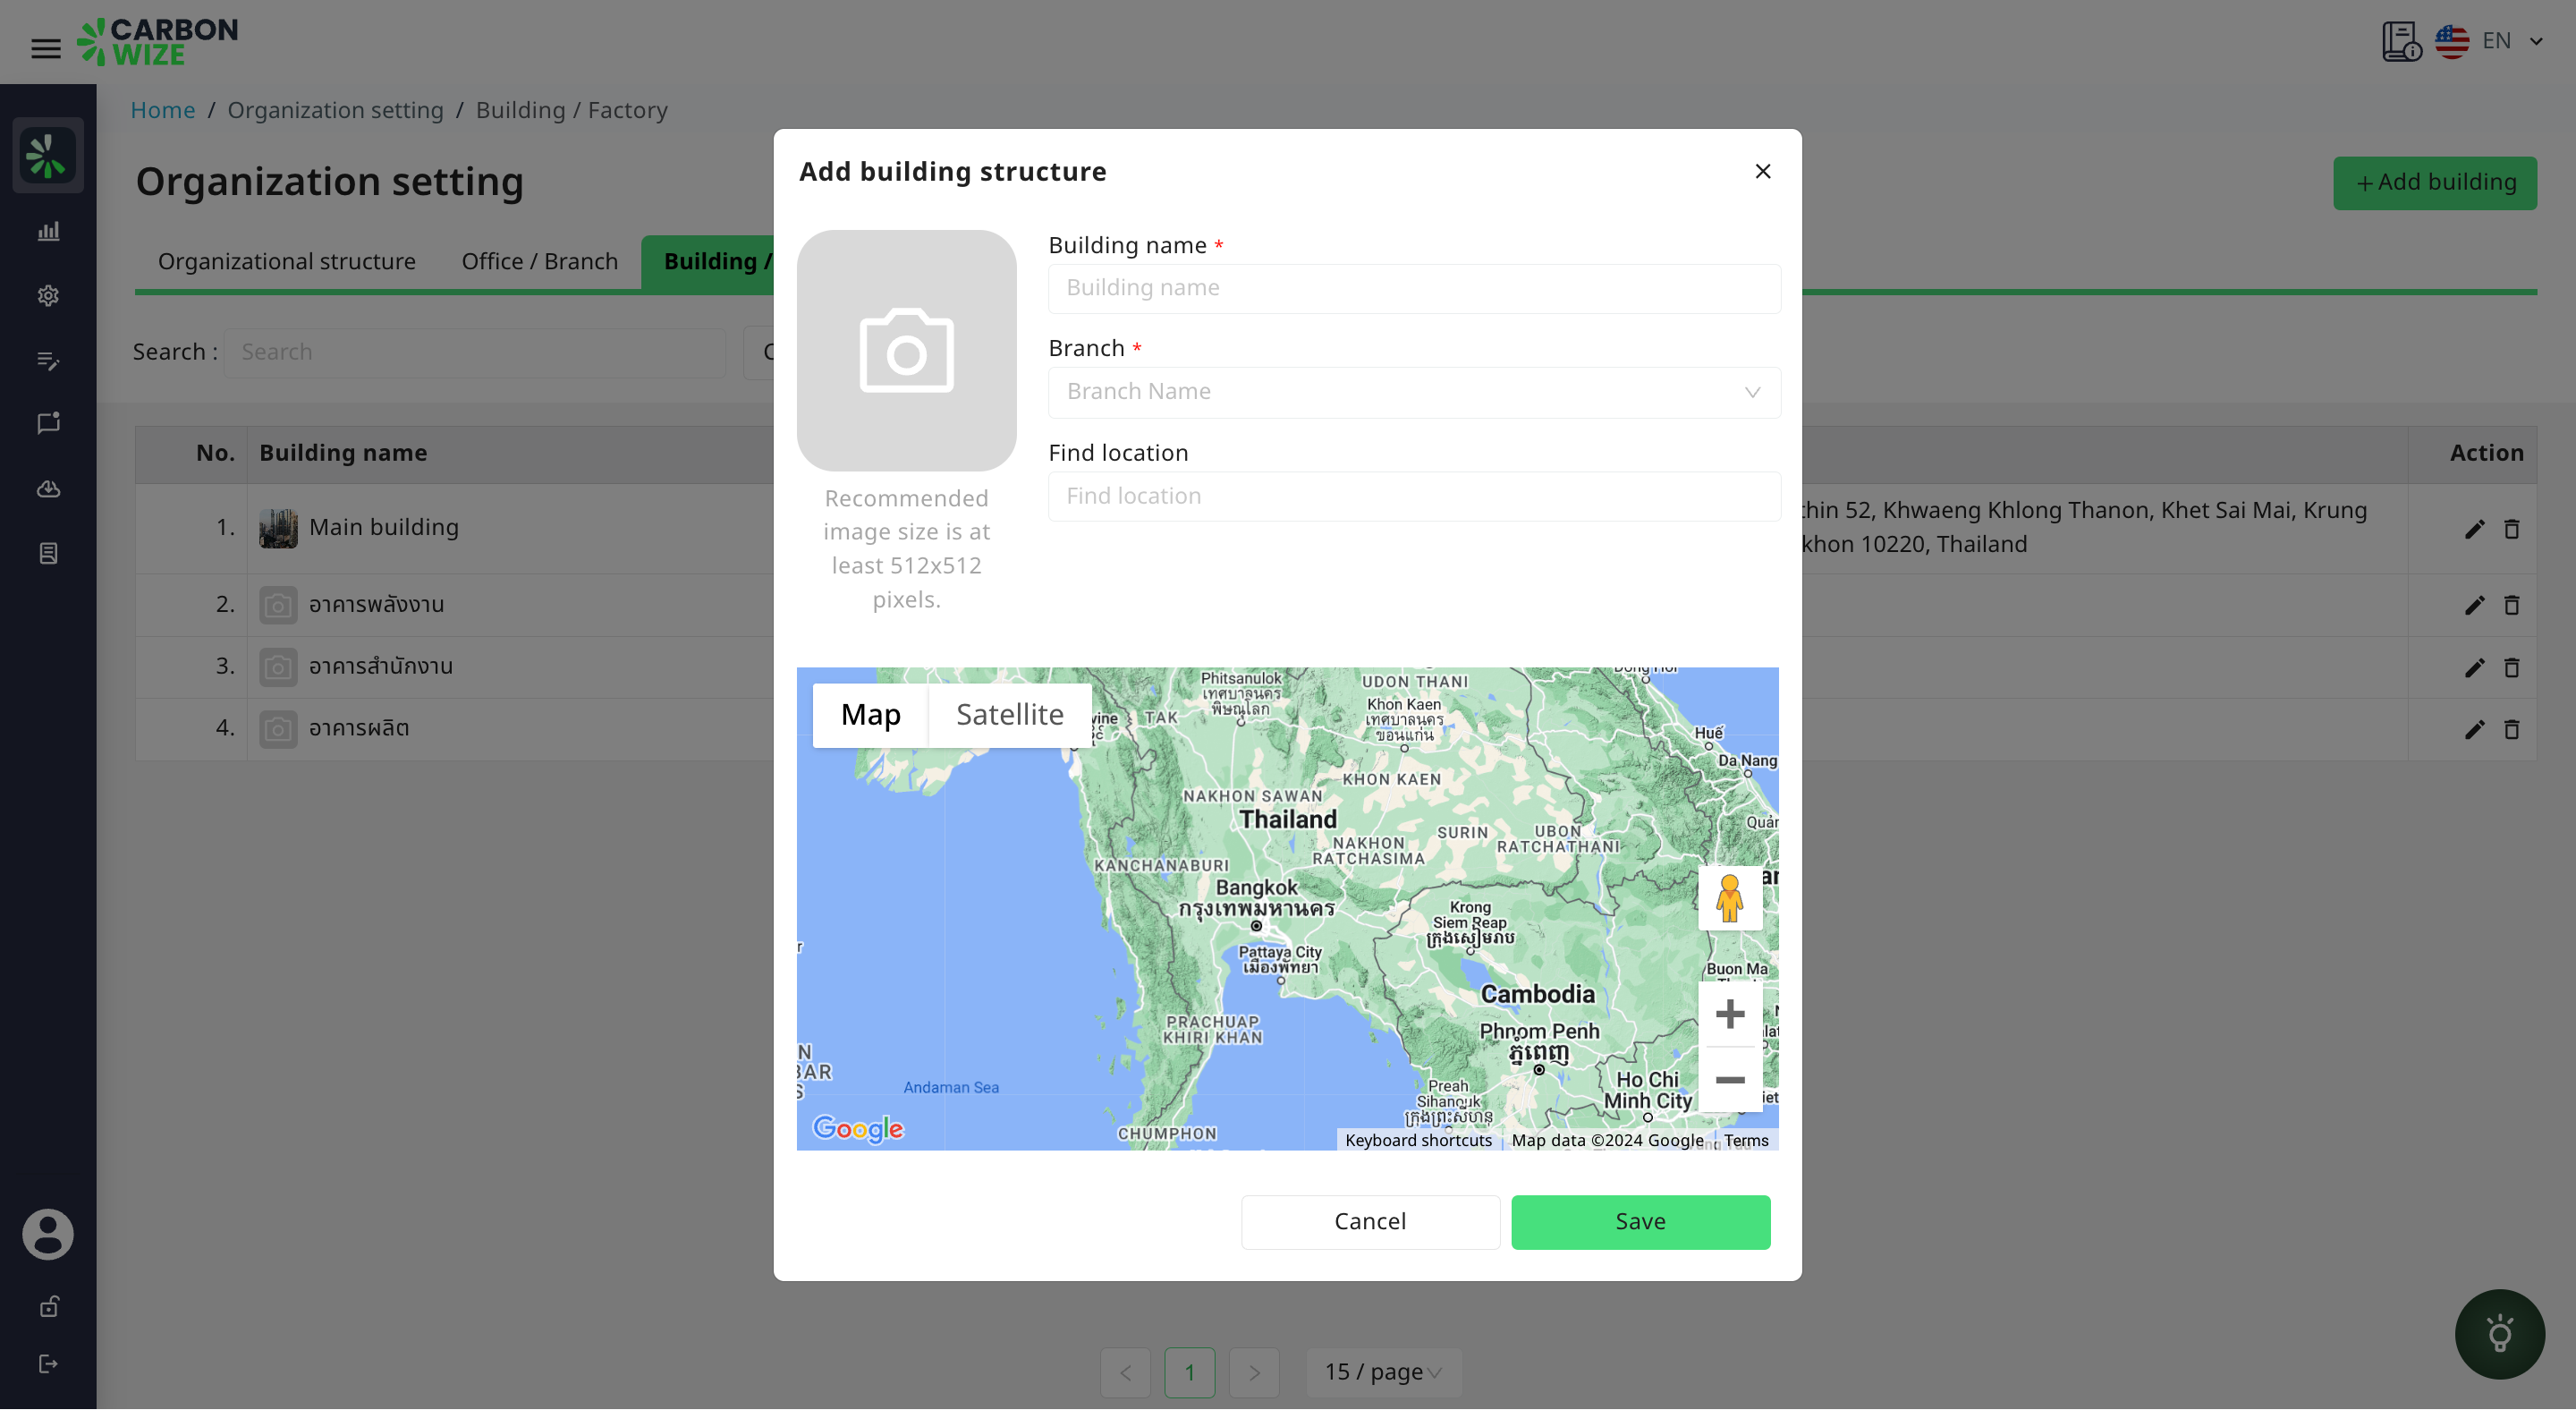 CARBON
WIZE
EN
Home / Organization setting / Building / Factory
Organization setting
+ Add building
Organizational structure
Office / Branch
Building /
Search :
Search
No.
Building name
Action
1.
Main building
thin 52, Khwaeng Khlong Thanon, Khet Sai Mai, Krung
khon 10220, Thailand
2.
อาคารพลังงาน
3.
อาคารสำนักงาน
4.
อาคารผลิต
Add building structure
Building name *
Building name
Branch *
Branch Name
Find location
Find location
Recommended
image size is at
least 512x512
pixels.
Map
Satellite
Phitsanulok
เทศบาลนคร
พิษณุโลก
UDON THANI
TAK
Khon Kaen
เทศบาลนคร
ขอนแก่น
Huế
Da Nang
KHON KAEN
NAKHON SAWAN
Thailand
SURIN
UBON
RATCHATHANI
NAKHON
RATCHASIMA
KANCHANABURI
Bangkok
กรุงเทพมหานคร
Krong
Siem Reap
ក្រុងសៀមរាប
Pattaya City
เมืองพัทยา
Buon Ma
Cambodia
PRACHUAP
KHIRI KHAN
Phnom Penh
ភ្នំពេញ
Andaman Sea
Preah
Sihanouk
ក្រុងព្រះសីហនុ
Ho Chi
Minh City
CHUMPHON
Google
Keyboard shortcuts
Map data ©2024 Google
Terms
Cancel
Save
1
15 / page